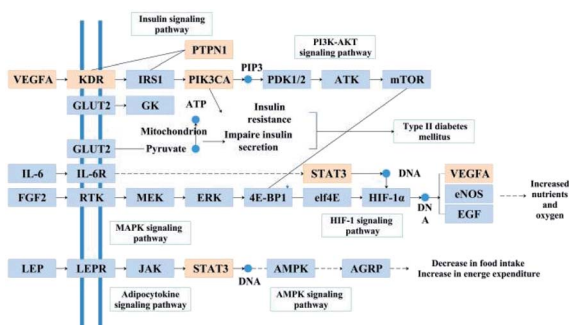 Insulin signaling
pathway
PTPN1
PI3K-AKT
signaling pathway
PIP3
VEGFA KDR IRS1 PIK3CA PDK1/2 ATK mTOR
GLUT2 GK ATP
Insulin
resistance
Mitochondrion
Impaire insulin
secretion
Type II diabetes
mellitus
GLUT2 Pyruvate
IL-6 IL-6R STAT3 DNA VEGFA
FGF2 RTK MEK ERK 4E-BP1 elf4E HIF-1α DN
A
eNOS
EGF
Increased
nutrients
and
oxygen
MAPK signaling
pathway
HIF-1 signaling
pathway
LEP LEPR JAK STAT3 AMPK AGRP
DNA
Decrease in food intake
Increase in energy expenditure
Adipocytokine
signaling pathway
AMPK signaling
pathway